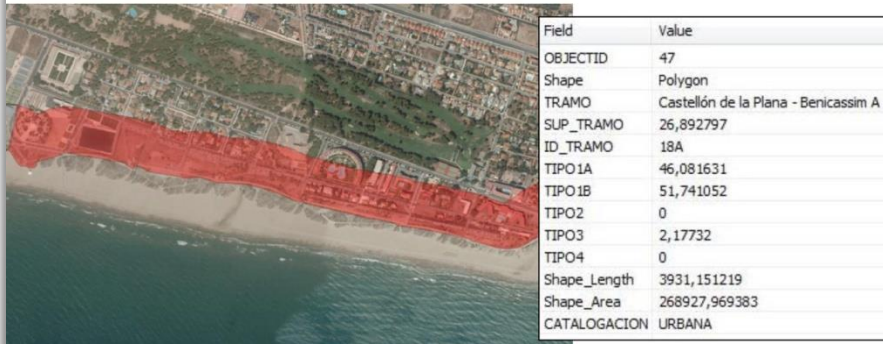 Field Value
OBJECTID 47
Shape Polygon
TRAMO Castellón de la Plana - Benicassim A
SUP_TRAMO 26,892797
ID_TRAMO 18A
TIPO1A 46,081631
TIPO1B 51,741052
TIPO2 0
TIPO3 2,17732
TIPO4 0
Shape_Length 3931,151219
Shape_Area 268927,969383
CATALOGACION URBANA